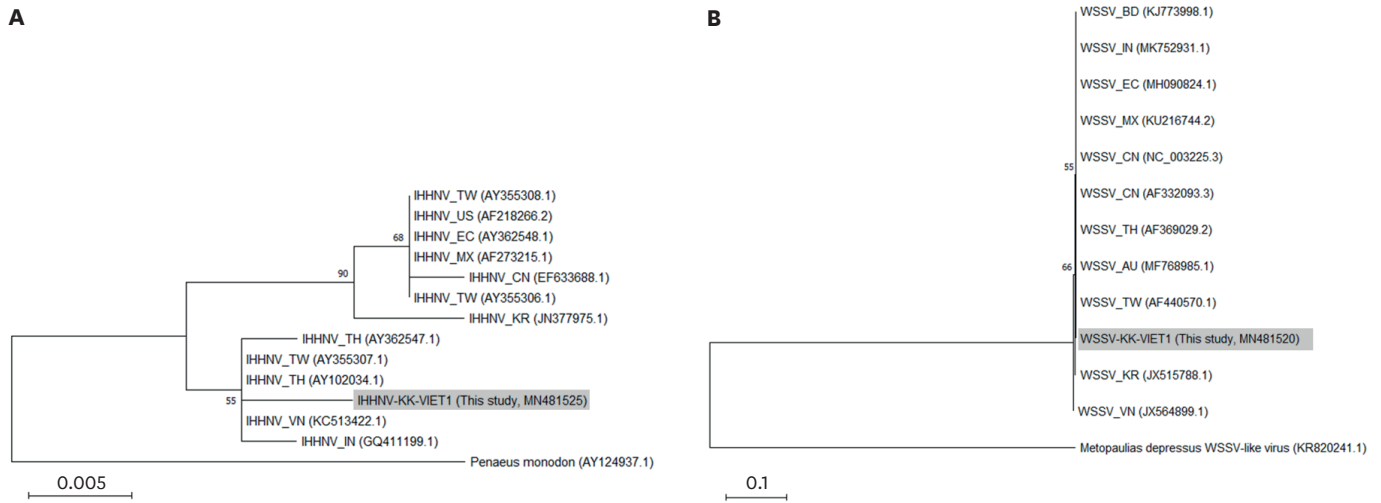 A
IHHNV_TW (AY355308.1)
IHHNV_US (AF218266.2)
IHHNV_EC (AY362548.1)
68
IHHNV_MX (AF273215.1)
90
IHHNV_CN (EF633688.1)
IHHNV_TW (AY355306.1)
IHHNV_KR (JN377975.1)
IHHNV_TH (AY362547.1)
IHHNV_TW (AY355307.1)
IHHNV_TH (AY102034.1)
55
IHHNV-KK-VIET1 (This study, MN481525)
IHHNV_VN (KC513422.1)
IHHNV_IN (GQ411199.1)
Penaeus monodon (AY124937.1)
0.005
B
WSSV_BD (KJ773998.1)
WSSV_IN (MK752931.1)
WSSV_EC (MH090824.1)
WSSV_MX (KU216744.2)
WSSV_CN (NC_003225.3)
55
WSSV_CN (AF332093.3)
WSSV_TH (AF369029.2)
66
WSSV_AU (MF768985.1)
WSSV_TW (AF440570.1)
WSSV-KK-VIET1 (This study, MN481520)
WSSV_KR (JX515788.1)
WSSV_VN (JX564899.1)
Metopaulias depressus WSSV-like virus (KR820241.1)
0.1